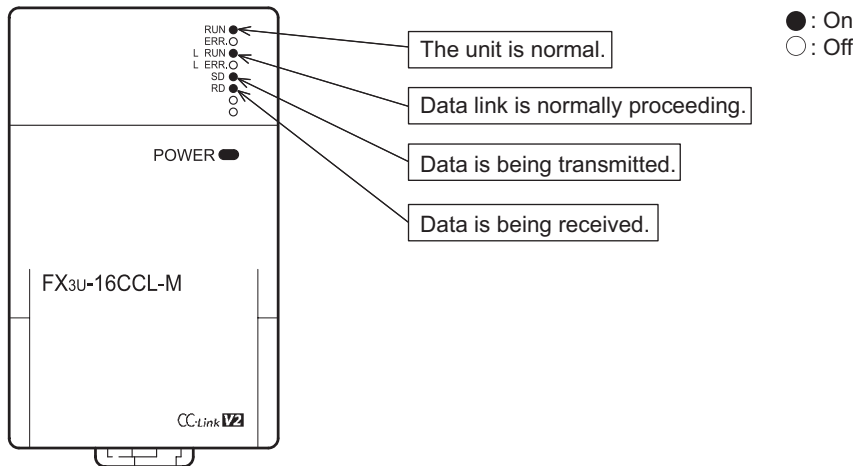 RUN
ERR.
L RUN
L ERR.
SD
RD
POWER
FX3U-16CCL-M
CC-Link V2
The unit is normal.
Data link is normally proceeding.
Data is being transmitted.
Data is being received.
: On
: Off